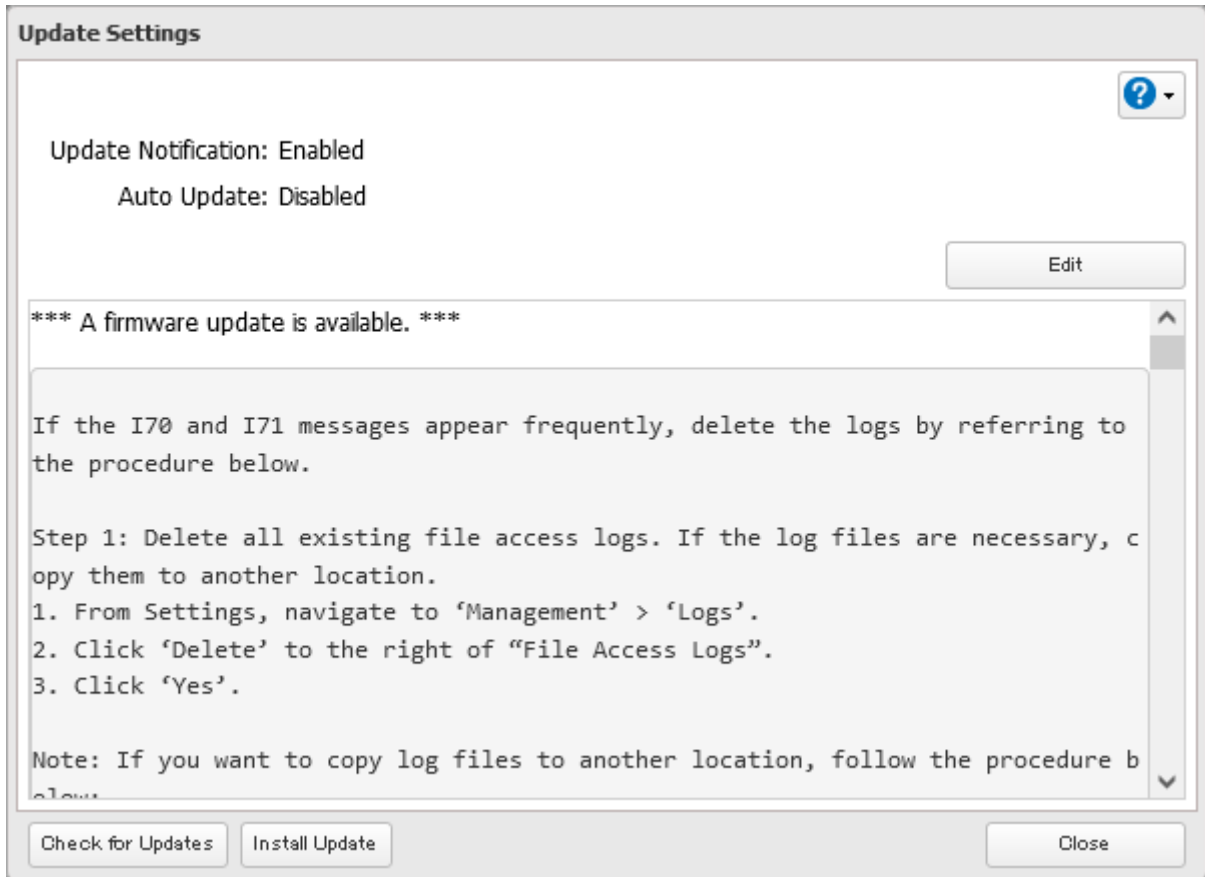 Update Settings
Update Notification: Enabled
Auto Update: Disabled
Edit
*** A firmware update is available. ***
If the I70 and I71 messages appear frequently, delete the logs by referring to
the procedure below.
Step 1: Delete all existing file access logs. If the log files are necessary, c
opy them to another location.
1. From Settings, navigate to ‘Management’ > ‘Logs’.
2. Click ‘Delete’ to the right of “File Access Logs”.
3. Click ‘Yes’.
Note: If you want to copy log files to another location, follow the procedure b
Check for Updates
Install Update
Close